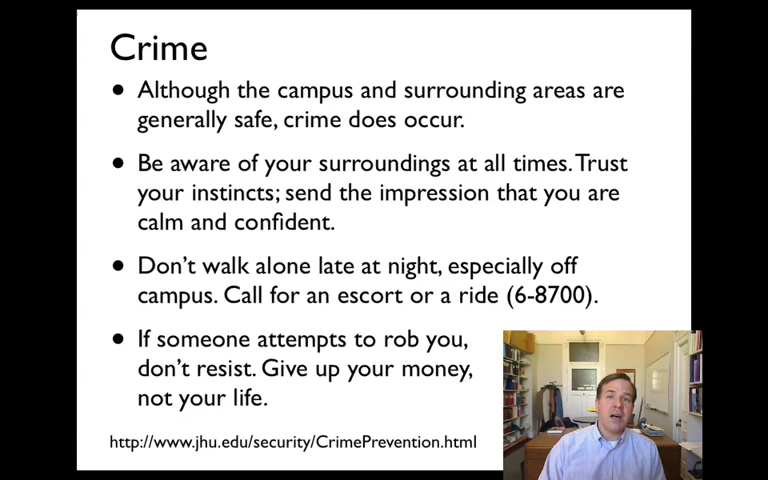 Crime
• Although the campus and surrounding areas are
generally safe, crime does occur.
• Be aware of your surroundings at all times. Trust
your instincts; send the impression that you are
calm and confident.
• Don't walk alone late at night, especially off
campus. Call for an escort or a ride (6-8700).
• If someone attempts to rob you,
don't resist. Give up your money,
not your life.
http://www.jhu.edu/security/CrimePrevention.html